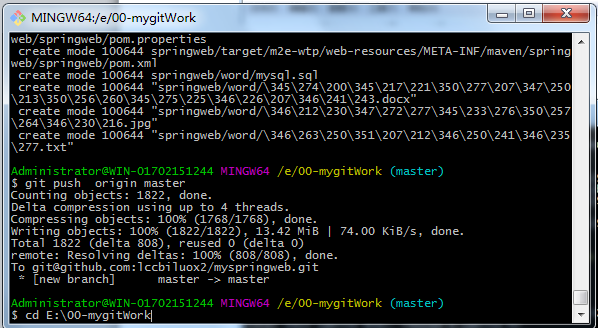 MINGW64:/e/00-mygitWork
web/springweb/pom.properties
create mode 100644 springweb/target/m2e-wtp/web-resources/META-INF/maven/spring
web/springweb/pom.xml
create mode 100644 springweb/word/mysql.sql
create mode 100644 "springweb/word/\345\274\200\345\217\221\350\277\207\347\250
\213\350\256\260\345\275\225\346\226\207\346\241\243.docx"
create mode 100644 "springweb/word/\346\212\230\347\272\277\345\233\276\350\257
\264\346\230\216.jpg"
create mode 100644 "springweb/word/\346\263\250\351\207\212\346\250\241\346\235
\277.txt"
Administrator@WIN-01702151244 MINGW64 /e/00-mygitWork (master)
$ git push  origin master
Counting objects: 1822, done.
Delta compression using up to 4 threads.
Compressing objects: 100% (1768/1768), done.
Writing objects: 100% (1822/1822), 13.42 MiB | 74.00 KiB/s, done.
Total 1822 (delta 808), reused 0 (delta 0)
remote: Resolving deltas: 100% (808/808), done.
To git@github.com:lccbiluox2/myspringweb.git
* [new branch]      master -> master
Administrator@WIN-01702151244 MINGW64 /e/00-mygitWork (master)
$ cd E:\00-mygitWork